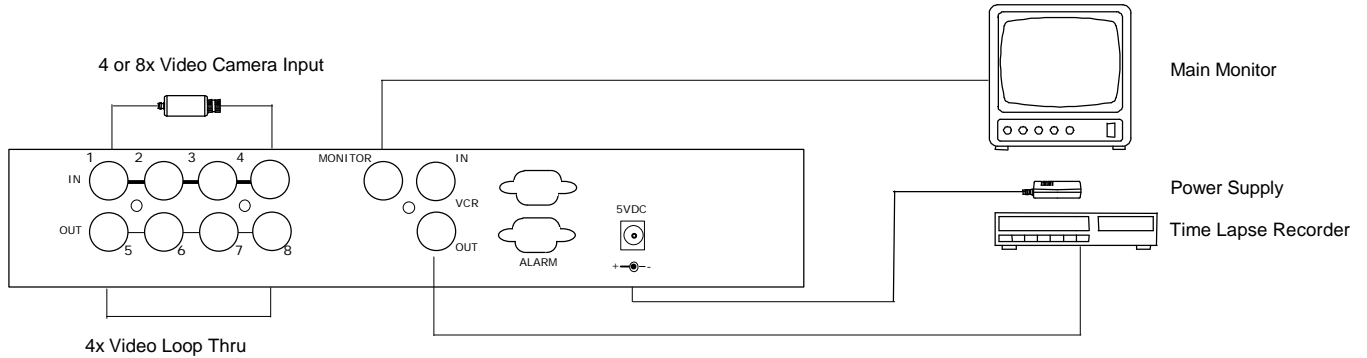 4 or 8x Video Camera Input
Main Monitor
1 2 3 4
MONITOR
IN
IN
VCR
Power Supply
5VDC
OUT
OUT
Time Lapse Recorder
5 6 7 8
ALARM
+ -
4x Video Loop Thru